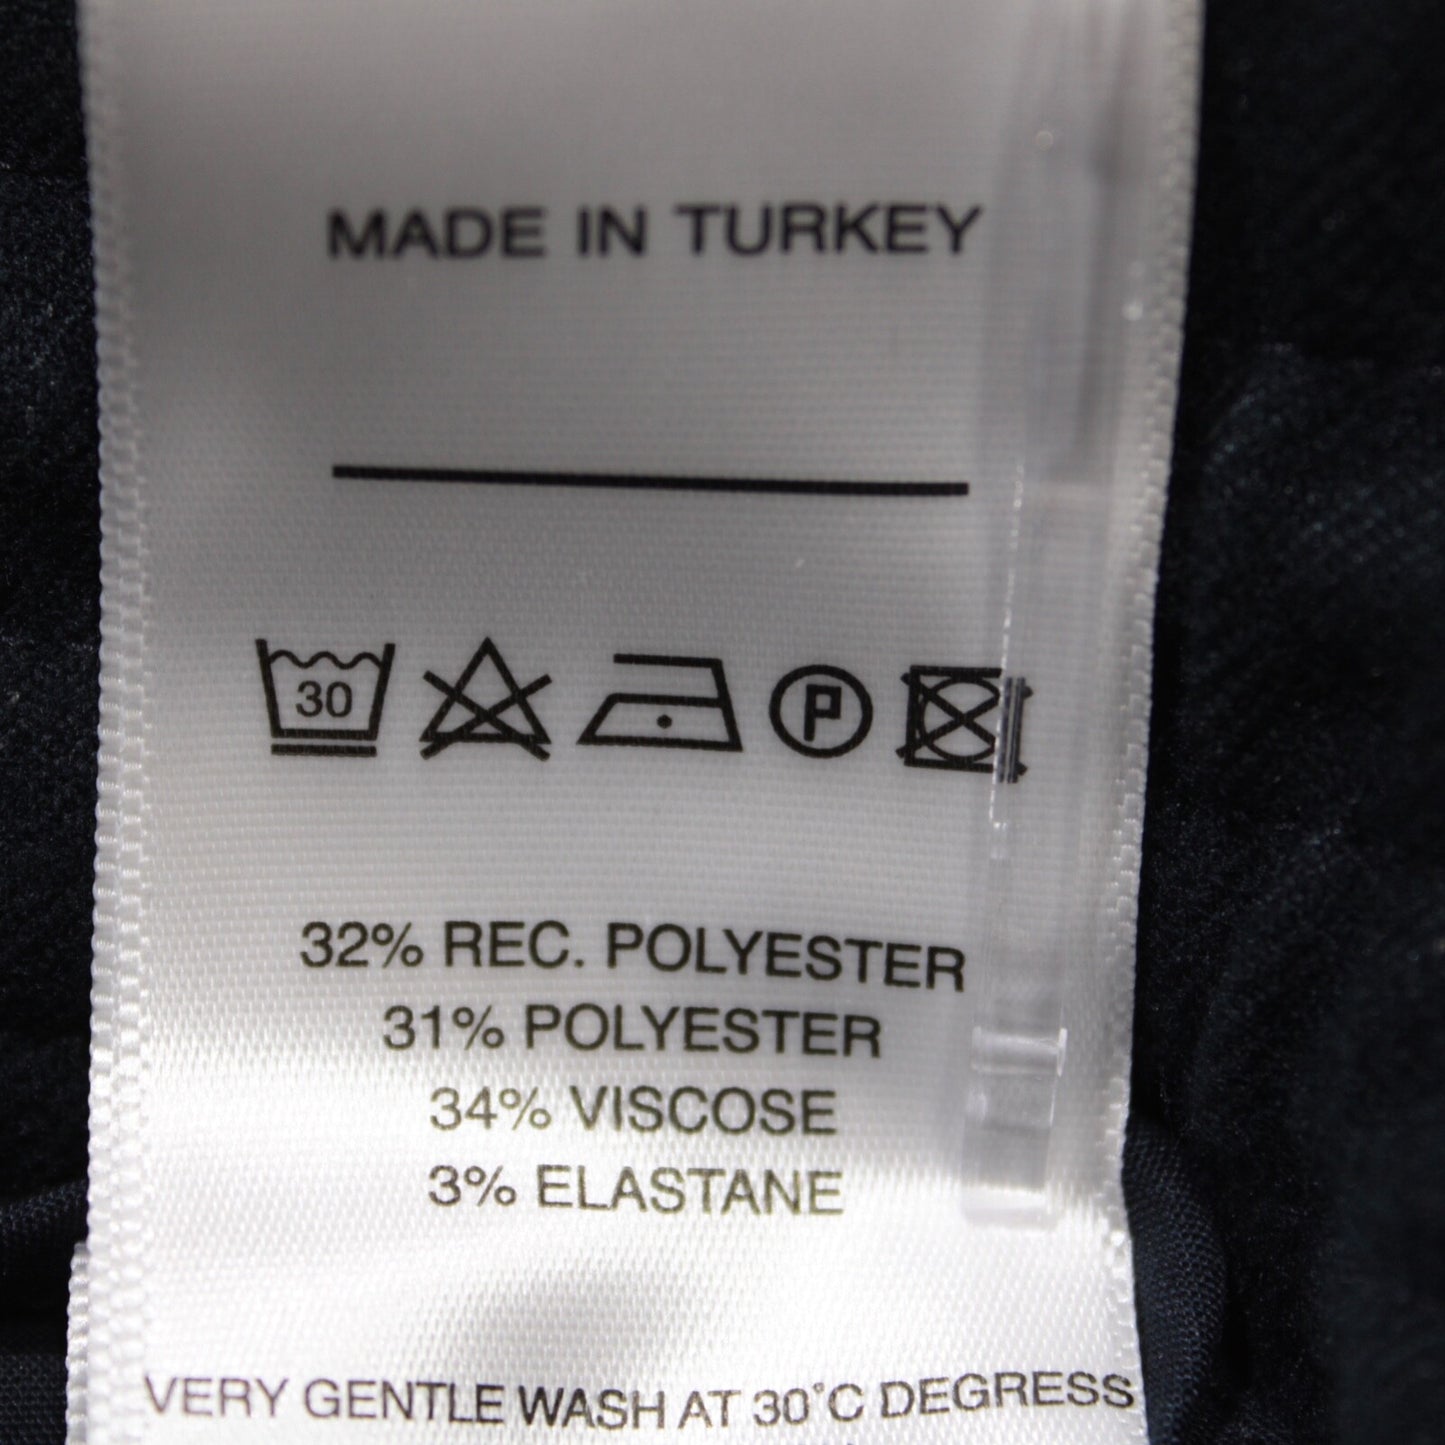 MADE IN TURKEY
30
P
32% REC. POLYESTER
31% POLYESTER
34% VISCOSE
3% ELASTANE
VERY GENTLE WASH AT 30°C DEGRESS